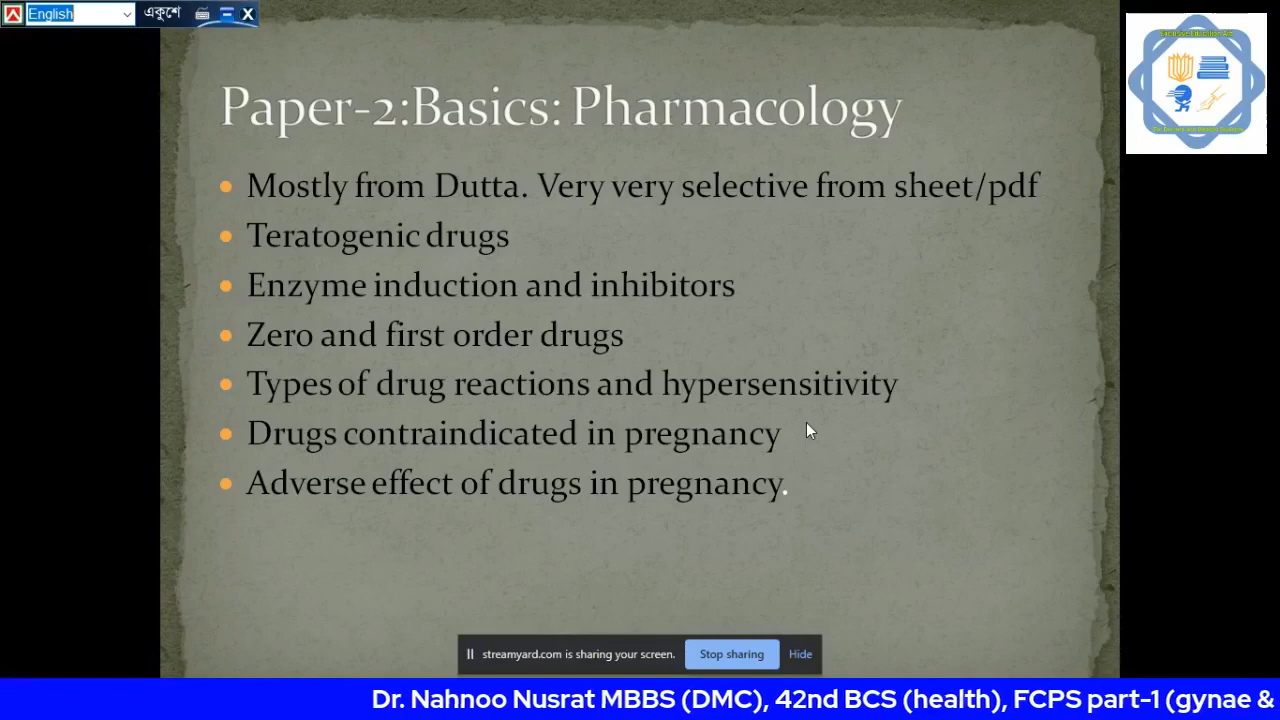 English
একুশে
Paper-2:Basics: Pharmacology
Mostly from Dutta. Very very selective from sheet/pdf
Teratogenic drugs
Enzyme induction and inhibitors
Zero and first order drugs
Types of drug reactions and hypersensitivity
Drugs contraindicated in pregnancy
Adverse effect of drugs in pregnancy.
streamyard.com is sharing your screen. Stop sharing Hide
Dr. Nahnoo Nusrat MBBS (DMC), 42nd BCS (health), FCPS part-1 (gynae &